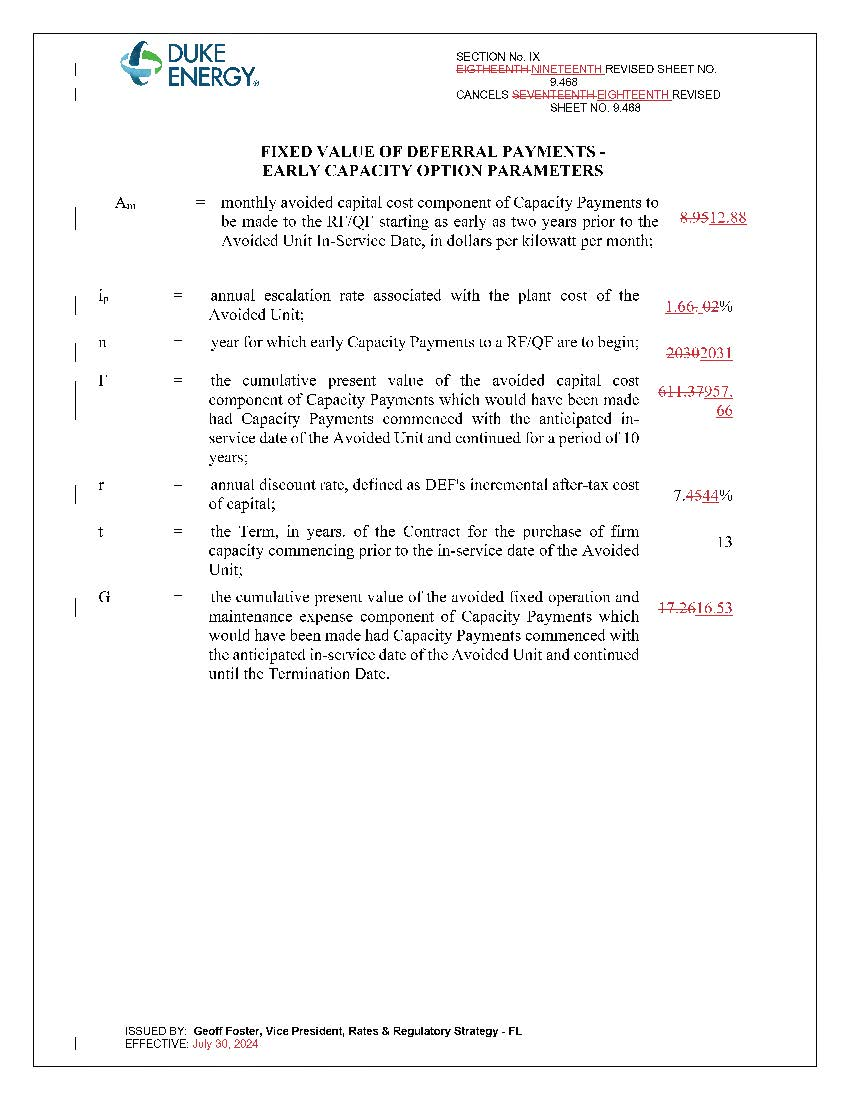 DUKE
ENERGY®
SECTION No. IX
EIGTHEENTH NINETEENTH REVISED SHEET NO.
9.468
CANCELS SEVENTEENTH EIGHTEENTH REVISED
SHEET NO. 9.468
FIXED VALUE OF DEFERRAL PAYMENTS -
EARLY CAPACITY OPTION PARAMETERS
Am = monthly avoided capital cost component of Capacity Payments to 8.9512.88
be made to the RF/QF starting as early as two years prior to the
Avoided Unit In-Service Date, in dollars per kilowatt per month;
ip = annual escalation rate associated with the plant cost of the 1.66. 02%
Avoided Unit;
n = year for which early Capacity Payments to a RF/QF are to begin; 20302031
F = the cumulative present value of the avoided capital cost 611.37957.
component of Capacity Payments which would have been made 66
had Capacity Payments commenced with the anticipated in-
service date of the Avoided Unit and continued for a period of 10
years;
r = annual discount rate, defined as DEF's incremental after-tax cost 7.4544%
of capital;
t = the Term, in years. of the Contract for the purchase of firm 13
capacity commencing prior to the in-service date of the Avoided
Unit;
G = the cumulative present value of the avoided fixed operation and 17.2616.53
maintenance expense component of Capacity Payments which
would have been made had Capacity Payments commenced with
the anticipated in-service date of the Avoided Unit and continued
until the Termination Date.
ISSUED BY: Geoff Foster, Vice President, Rates & Regulatory Strategy - FL
EFFECTIVE: July 30, 2024